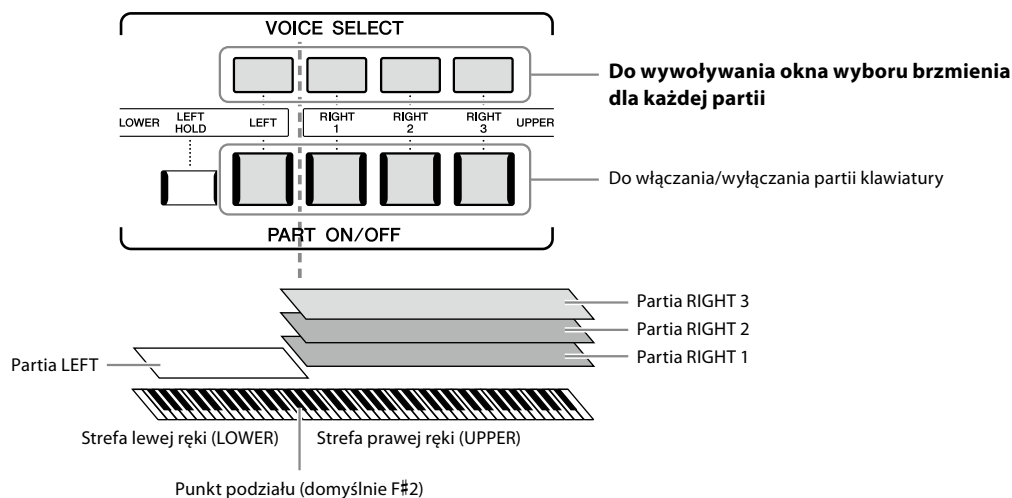 VOICE SELECT
Do wywoływania okna wyboru brzmienia
dla każdej partii
LOWER
LEFT
HOLD
LEFT
RIGHT
1
RIGHT
2
RIGHT
3
UPPER
Do włączania/wyłączania partii klawiatury
PART ON/OFF
Partia RIGHT 3
Partia RIGHT 2
Partia RIGHT 1
Partia LEFT
Strefa lewej ręki (LOWER)
Strefa prawej ręki (UPPER)
Punkt podziału (domyślnie F#2)